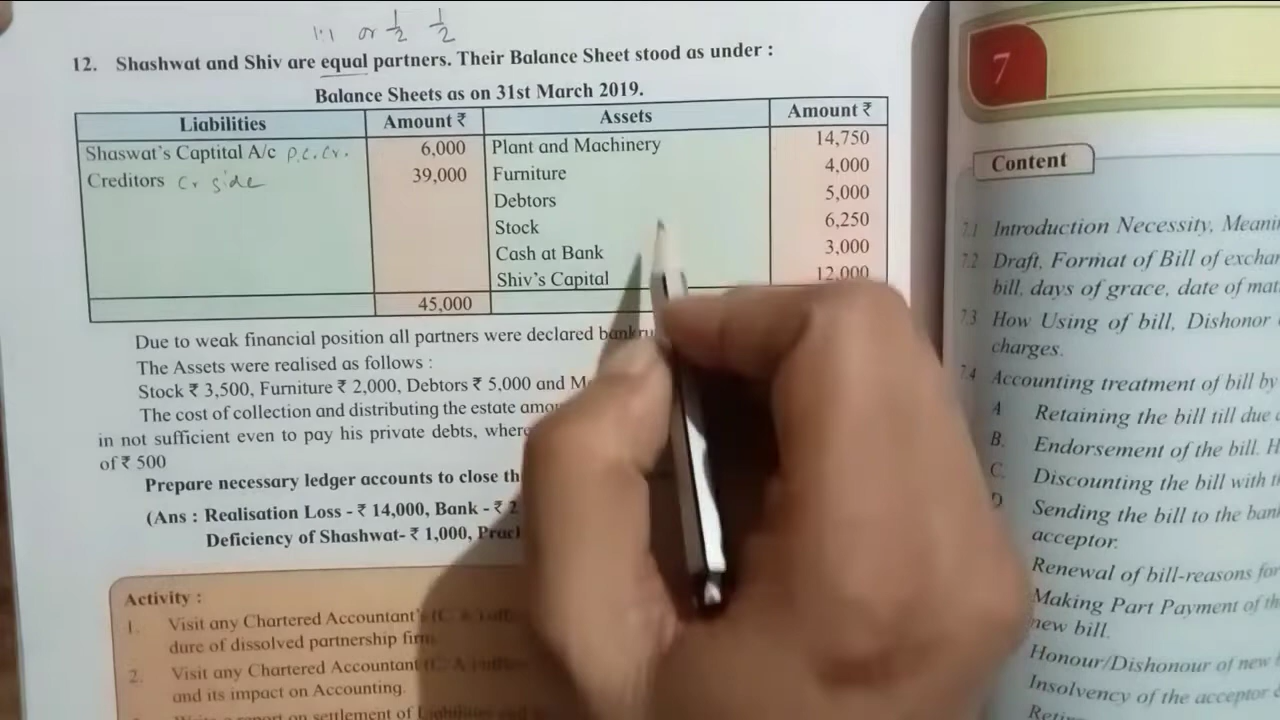 1:1 or 1/2 1/2
12. Shashwat and Shiv are equal partners. Their Balance Sheet stood as under :
Balance Sheets as on 31st March 2019.
Liabilities Amount ₹ Assets Amount ₹
Shaswat's Captital A/c P.C.Cr. 6,000 Plant and Machinery 14,750
Creditors Cr side 39,000 Furniture 4,000
Debtors 5,000
Stock 6,250
Cash at Bank 3,000
Shiv's Capital 12,000
45,000
Due to weak financial position all partners were declared
The Assets were realised as follows :
Stock ₹ 3,500, Furniture ₹ 2,000, Debtors ₹ 5,000 and
The cost of collection and distributing the estate
in not sufficient even to pay his private debts,
of ₹ 500
Prepare necessary ledger accounts to close
(Ans : Realisation Loss - ₹ 14,000, Bank - ₹
Deficiency of Shashwat- ₹ 1,000,
Activity :
1. Visit any Chartered Accountant's
dure of dissolved partnership firm
2. Visit any Chartered Accountant
and its impact on Accounting.
7
Content
7.1 Introduction Necessity,
7.2 Draft, Format of Bill of
bill, days of grace, date of
7.3 How Using of bill, Dishonor
charges.
7.4 Accounting treatment of bill by
A Retaining the bill till due
B. Endorsement of the bill.
C. Discounting the bill with
D Sending the bill to the
acceptor.
Renewal of bill-reasons for
Making Part Payment of
new bill.
Honour/Dishonour of new
Insolvency of the acceptor